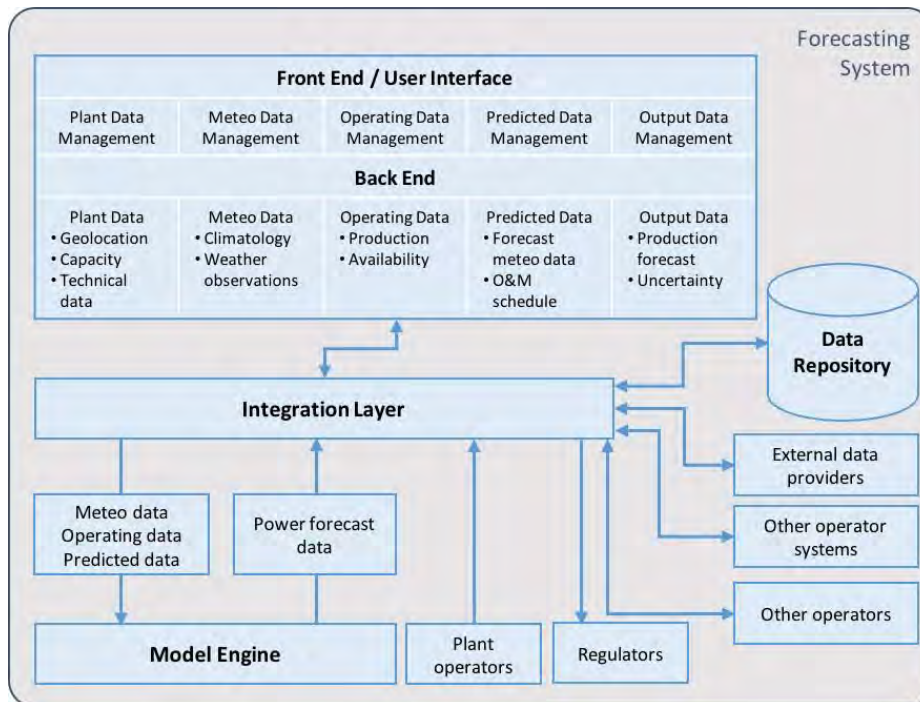 Forecasting
System
Front End / User Interface
Plant Data
Management
Meteo Data
Management
Operating Data
Management
Predicted Data
Management
Output Data
Management
Back End
Plant Data
• Geolocation
• Capacity
• Technical
data
Meteo Data
• Climatology
• Weather
observations
Operating Data
• Production
• Availability
Predicted Data
• Forecast
meteo data
• O&M
schedule
Output Data
• Production
forecast
• Uncertainty
Data
Repository
Integration Layer
External data
providers
Meteo data
Operating data
Predicted data
Power forecast
data
Other operator
systems
Other operators
Model Engine
Plant
operators
Regulators